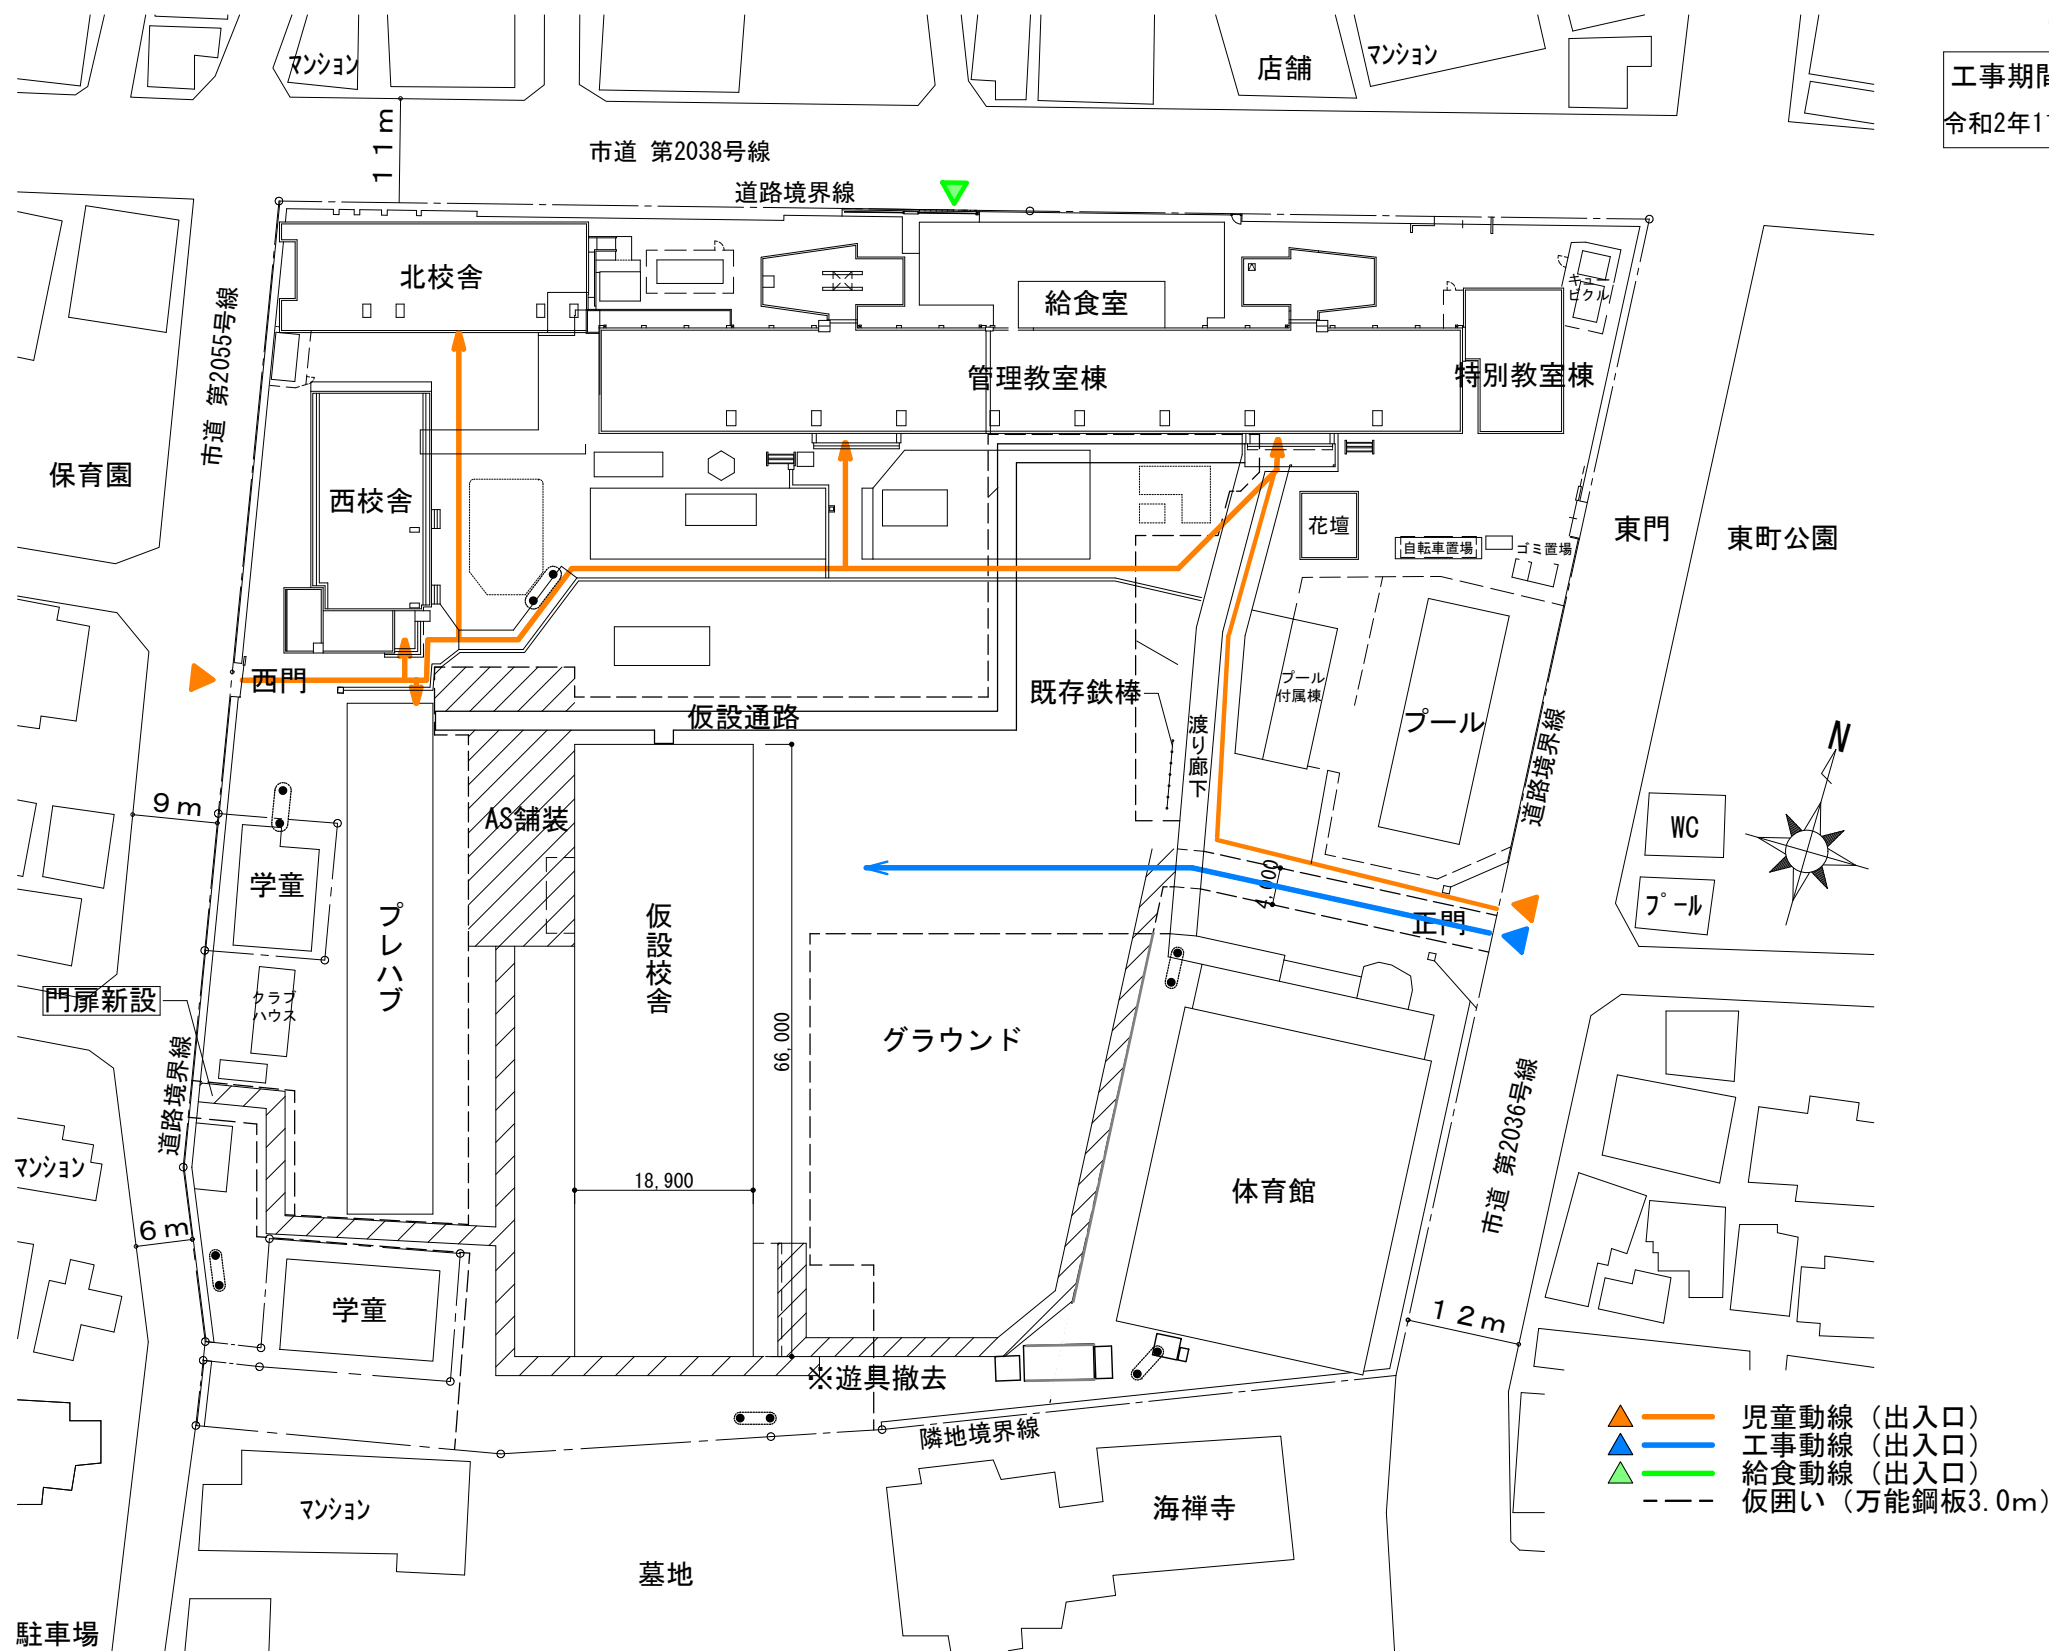 マンション
店舗
マンション
工事期間
令和2年1
11m
市道 第2038号線
道路境界線
北校舎
給食室
キュービクル
市道 第2055号線
管理教室棟
特別教室棟
保育園
西校舎
花壇
自転車置場
ゴミ置場
東門
東町公園
西門
仮設通路
既存鉄棒
渡り廊下
プール
付属棟
プール
道路境界線
N
9m
AS舗装
WC
学童
プレハブ
仮設校舎
4,000
正門
プール
門扉新設
クラブ
ハウス
グラウンド
66,000
道路境界線
市道 第2036号線
マンション
18,900
体育館
6m
学童
12m
※遊具撤去
隣地境界線
児童動線（出入口）
工事動線（出入口）
給食動線（出入口）
仮囲い（万能鋼板3.0m）
マンション
海禅寺
墓地
駐車場